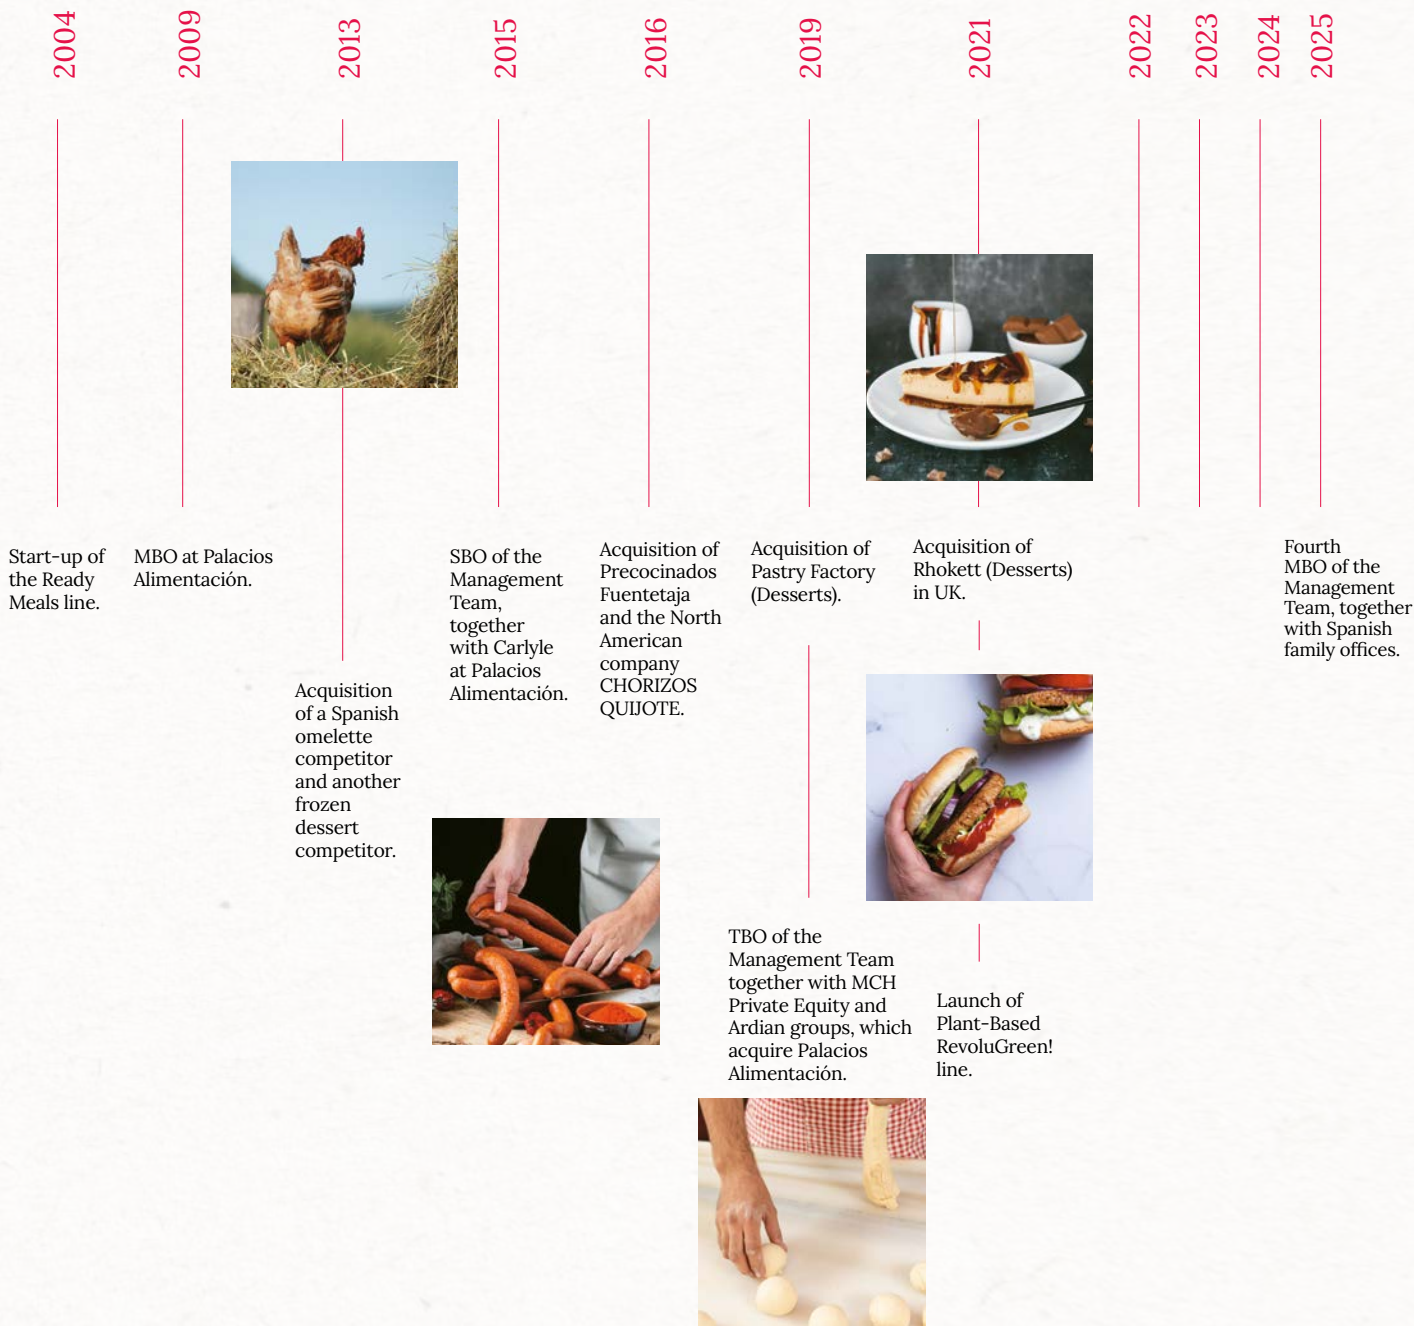 2004
2009
2013
2015
2016
2019
2021
2022
2023
2024
2025
Start-up of
the Ready
Meals line.
MBO at Palacios
Alimentación.
Acquisition
of a Spanish
omelette
competitor
and another
frozen
dessert
competitor.
SBO of the
Management
Team,
together
with Carlyle
at Palacios
Alimentación.
Acquisition of
Precocinados
Fuentetaja
and the North
American
company
CHORIZOS
QUIJOTE.
Acquisition of
Pastry Factory
(Desserts).
TBO of the
Management Team
together with MCH
Private Equity and
Ardian groups, which
acquire Palacios
Alimentación.
Acquisition of
Rhokett (Desserts)
in UK.
Launch of
Plant-Based
RevoluGreen!
line.
Fourth
MBO of the
Management
Team, together
with Spanish
family offices.